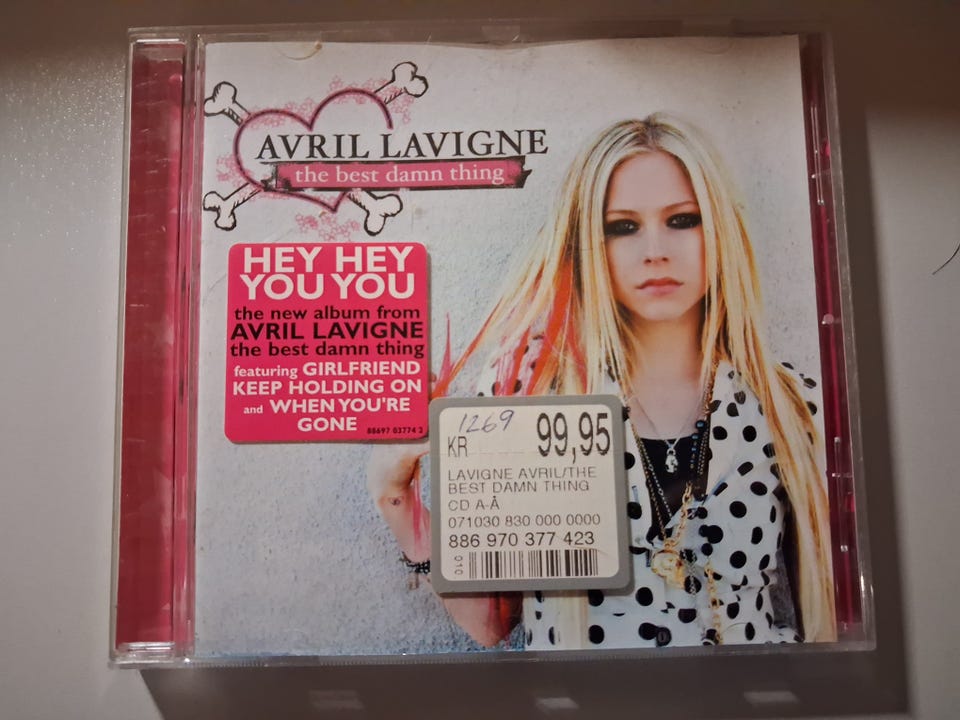 AVRIL LAVIGNE
the best damn thing
HEY HEY
YOU YOU
the new album from
AVRIL LAVIGNE
the best damn thing
featuring GIRLFRIEND
KEEP HOLDING ON
and WHEN YOU'RE
GONE
88697 03774 2
1269
KR 99,95
LAVIGNE AVRIL/THE
BEST DAMN THING
CD A-Å
071030 830 000 0000
886 970 377 423
010